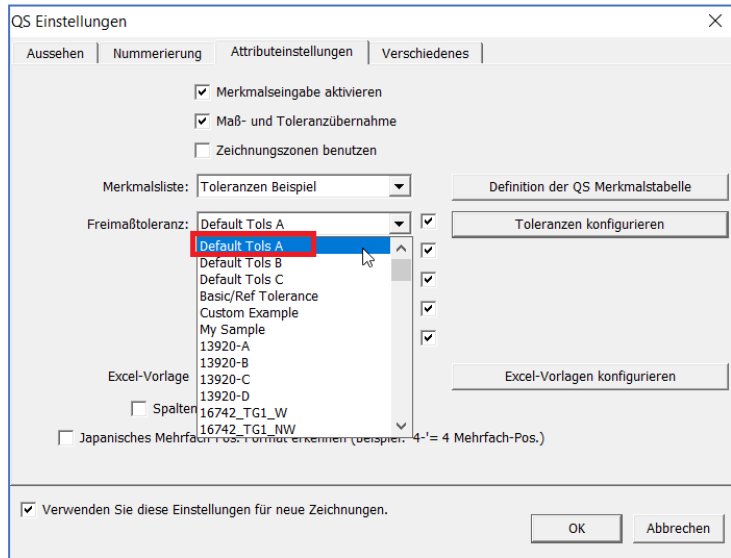 QS Einstellungen
Aussehen Nummerierung Attributeinstellungen Verschiedenes
Merkmalseingabe aktivieren
Maß- und Toleranzübernahme
Zeichnungszonen benutzen
Merkmalsliste: Toleranzen Beispiel Definition der QS Merkmalstabelle
Freimaßtoleranz: Default Tols A Toleranzen konfigurieren
Default Tols A
Default Tols B
Default Tols C
Basic/Ref Tolerance
Custom Example
My Sample
13920-A
13920-B
13920-C
13920-D
16742_TG1_W
16742_TG1_NW
Excel-Vorlage Excel-Vorlagen konfigurieren
Spalten
Japanisches Mehrfach-Pos.-Format erkennen (Beispiel: '4-'= 4 Mehrfach-Pos.)
Verwenden Sie diese Einstellungen für neue Zeichnungen.
OK Abbrechen